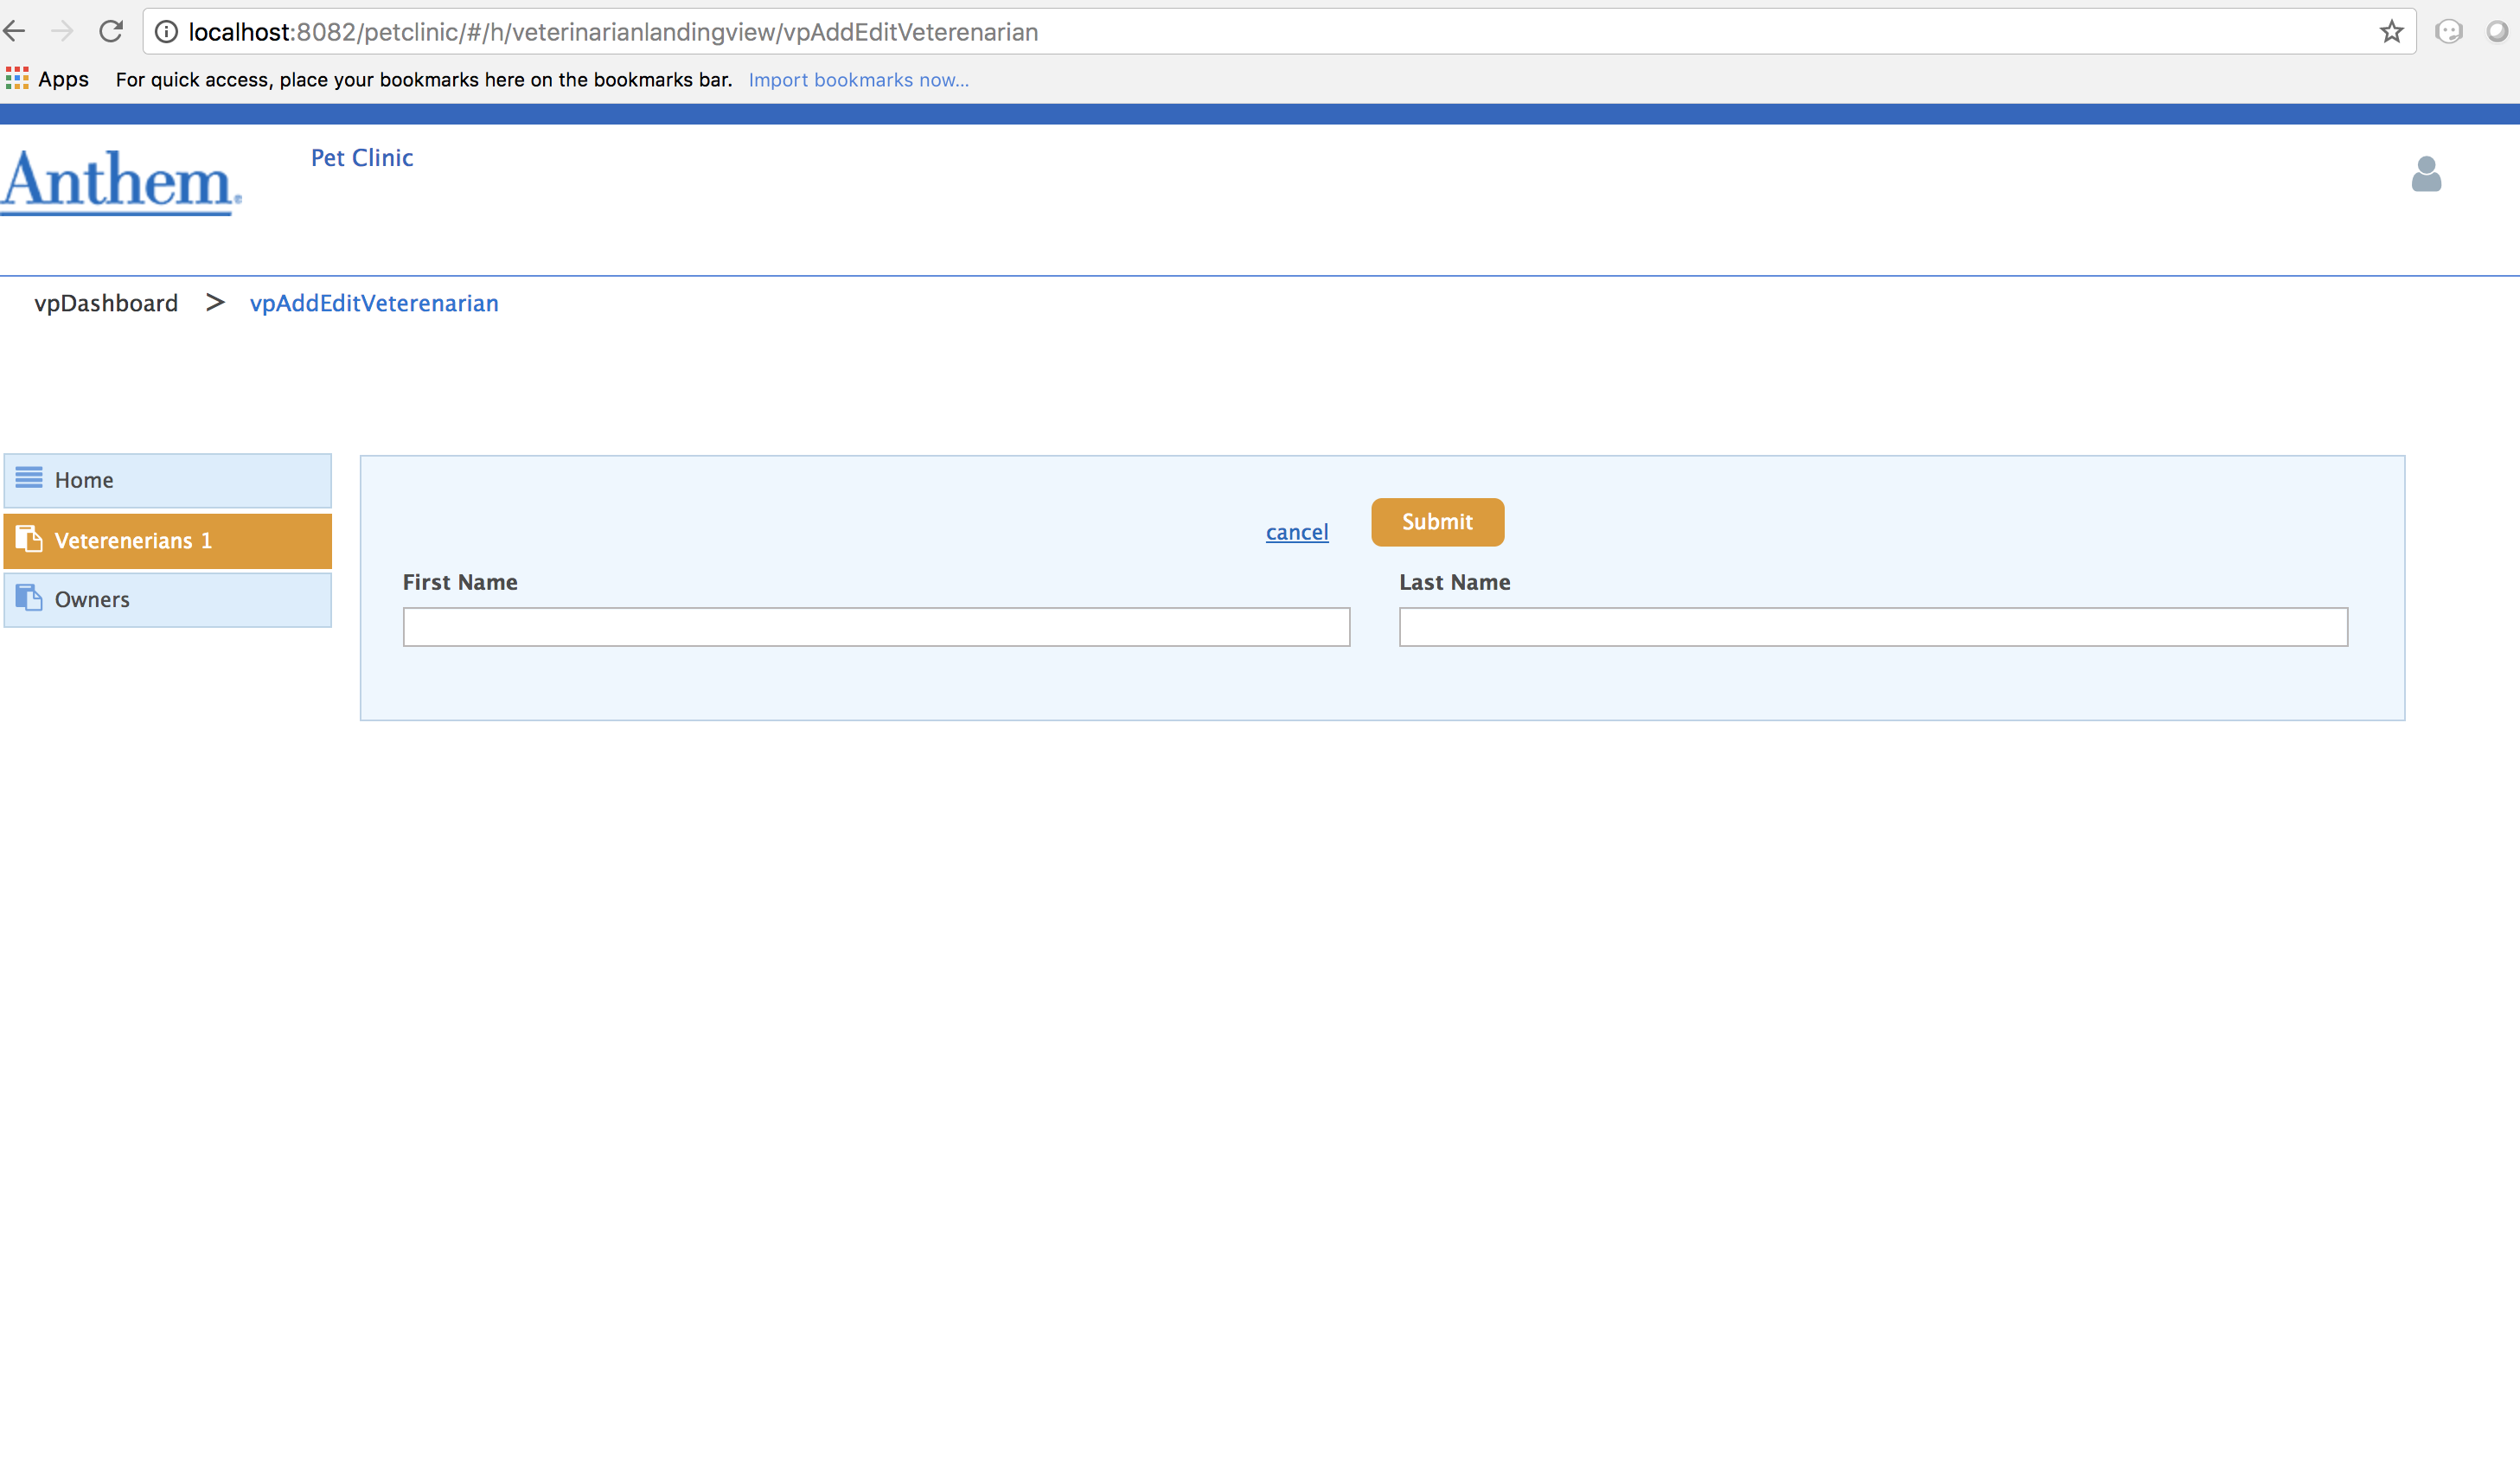 localhost:8082/petclinic/#/h/veterinarianlandingview/vpAddEditVeterenarian
Apps For quick access, place your bookmarks here on the bookmarks bar. Import bookmarks now...
Anthem® Pet Clinic
vpDashboard > vpAddEditVeterenarian
Home
Veterenerians 1
Owners
cancel Submit
First Name Last Name